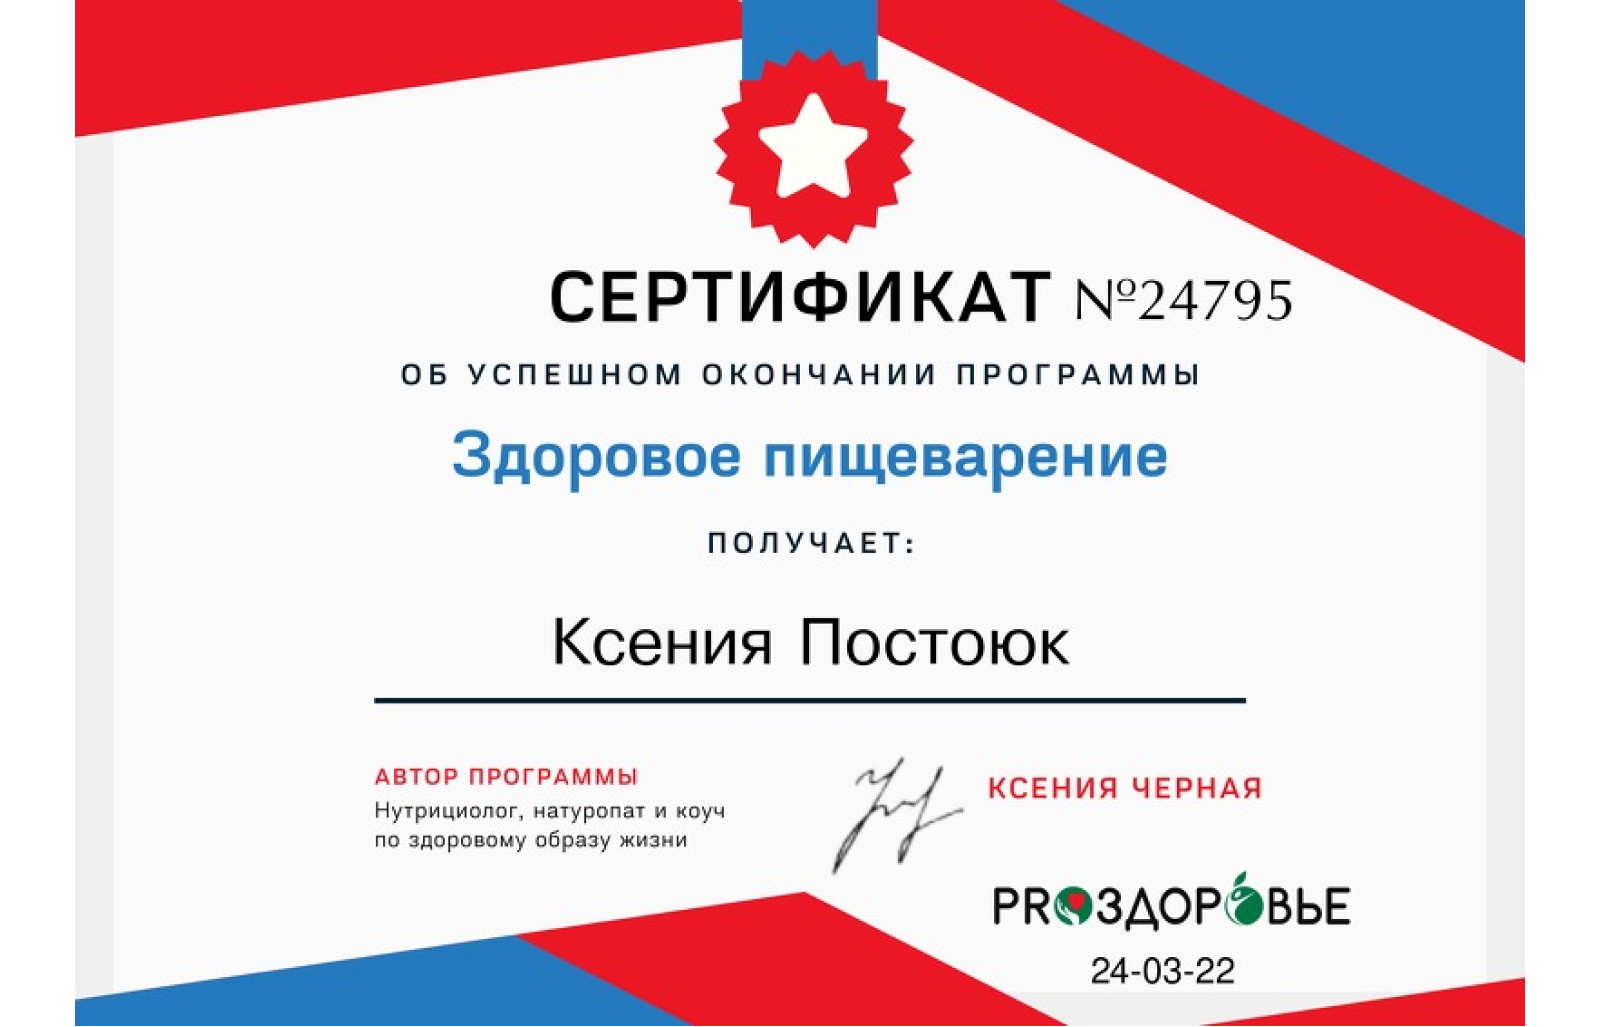 СЕРТИФИКАТ №24795
ОБ УСПЕШНОМ ОКОНЧАНИИ ПРОГРАММЫ
Здоровое пищеварение
ПОЛУЧАЕТ:
Ксения Постоюк
АВТОР ПРОГРАММЫ
Нутрициолог, натуропат и коуч
по здоровому образу жизни
КСЕНИЯ ЧЕРНАЯ
PROЗДОРОВЬЕ
24-03-22